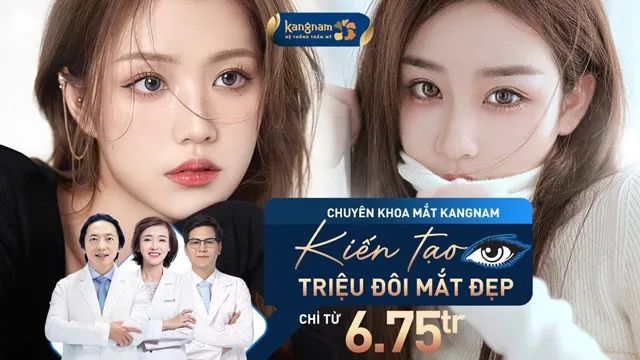 kangnam
HỆ THỐNG THẨM MỸ
CHUYÊN KHOA MẮT KANGNAM
Kiến tạo
TRIỆU ĐÔI MẮT ĐẸP
CHỈ TỪ 6.75tr